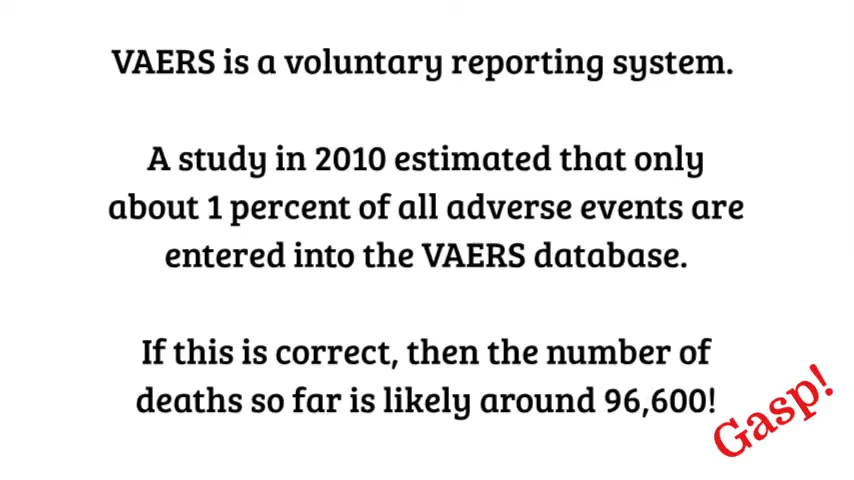 VAERS is a voluntary reporting system.
A study in 2010 estimated that only
about 1 percent of all adverse events are
entered into the VAERS database.
If this is correct, then the number of
deaths so far is likely around 96,600!
Gasp!